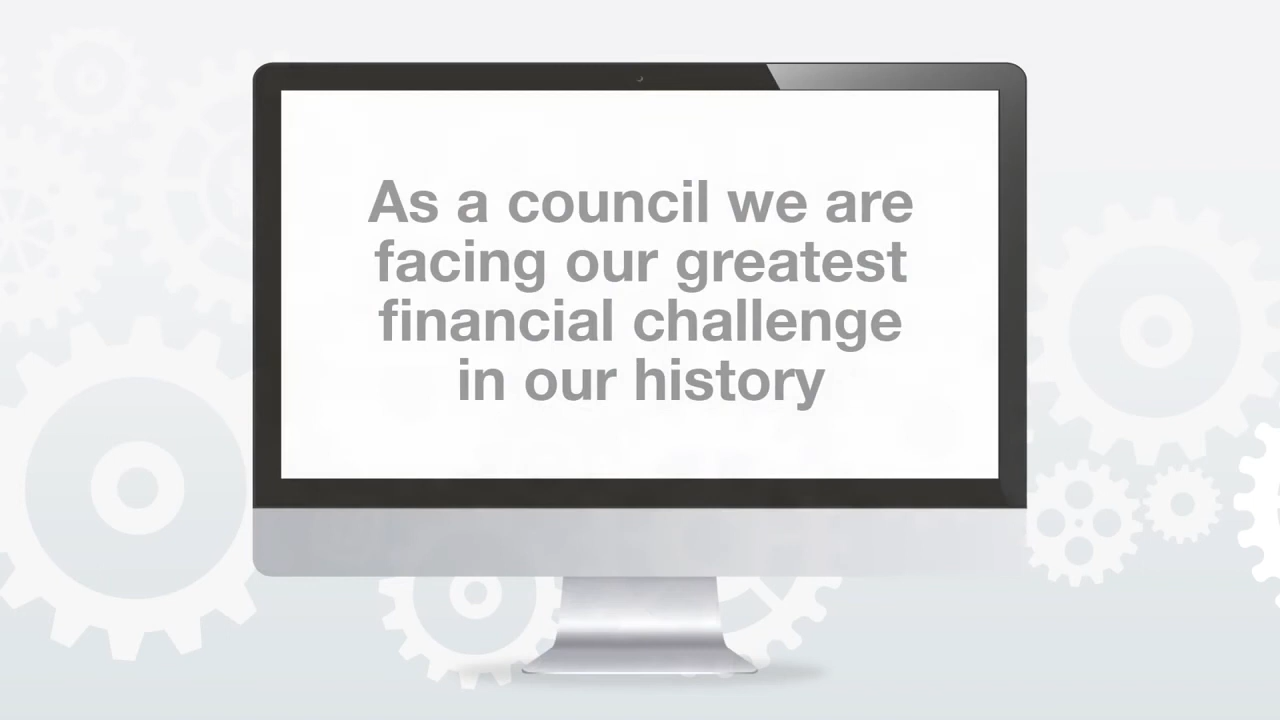 As a council we are
facing our greatest
financial challenge
in our history